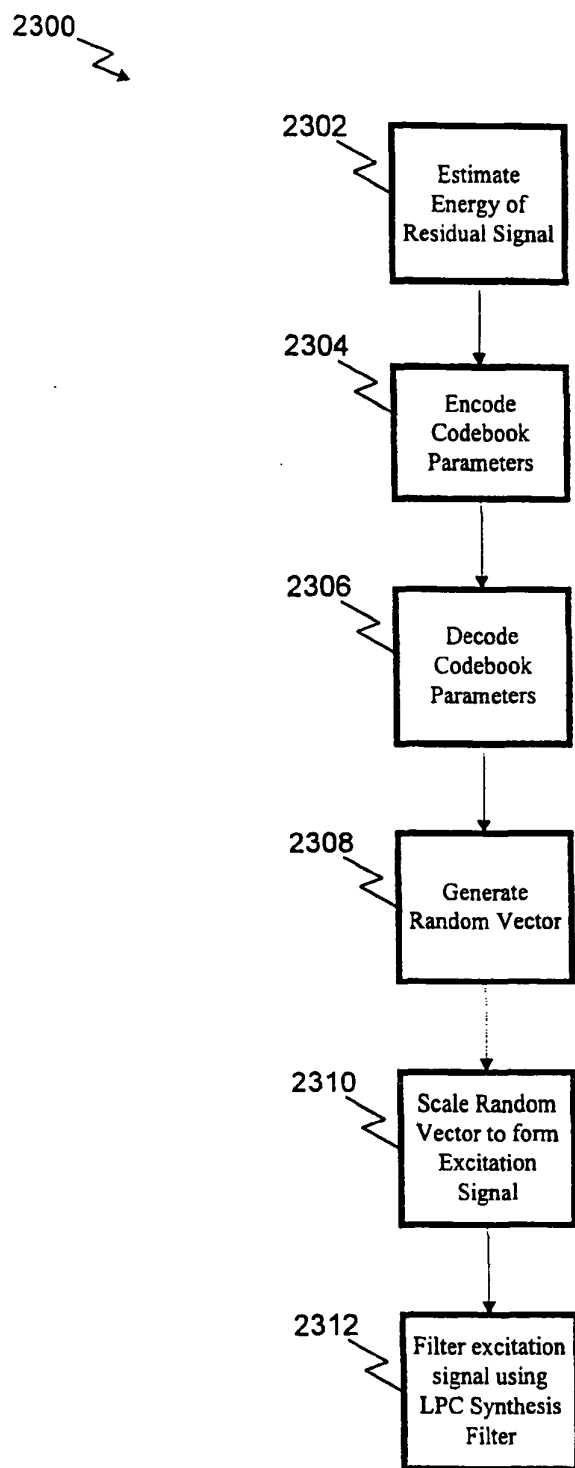 2300
2302
Estimate
Energy of
Residual Signal
2304
Encode
Codebook
Parameters
2306
Decode
Codebook
Parameters
2308
Generate
Random Vector
2310
Scale Random
Vector to form
Excitation
Signal
2312
Filter excitation
signal using
LPC Synthesis
Filter